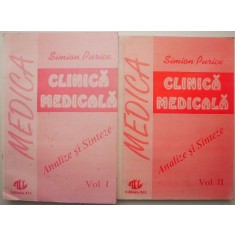 MEDICA
Simion Purice
CLINICĂ
MEDICALĂ
Analize și Sinteze
Vol I
MEDICA
Simion Purice
CLINICĂ
MEDICALĂ
Analize și Sinteze
Vol II